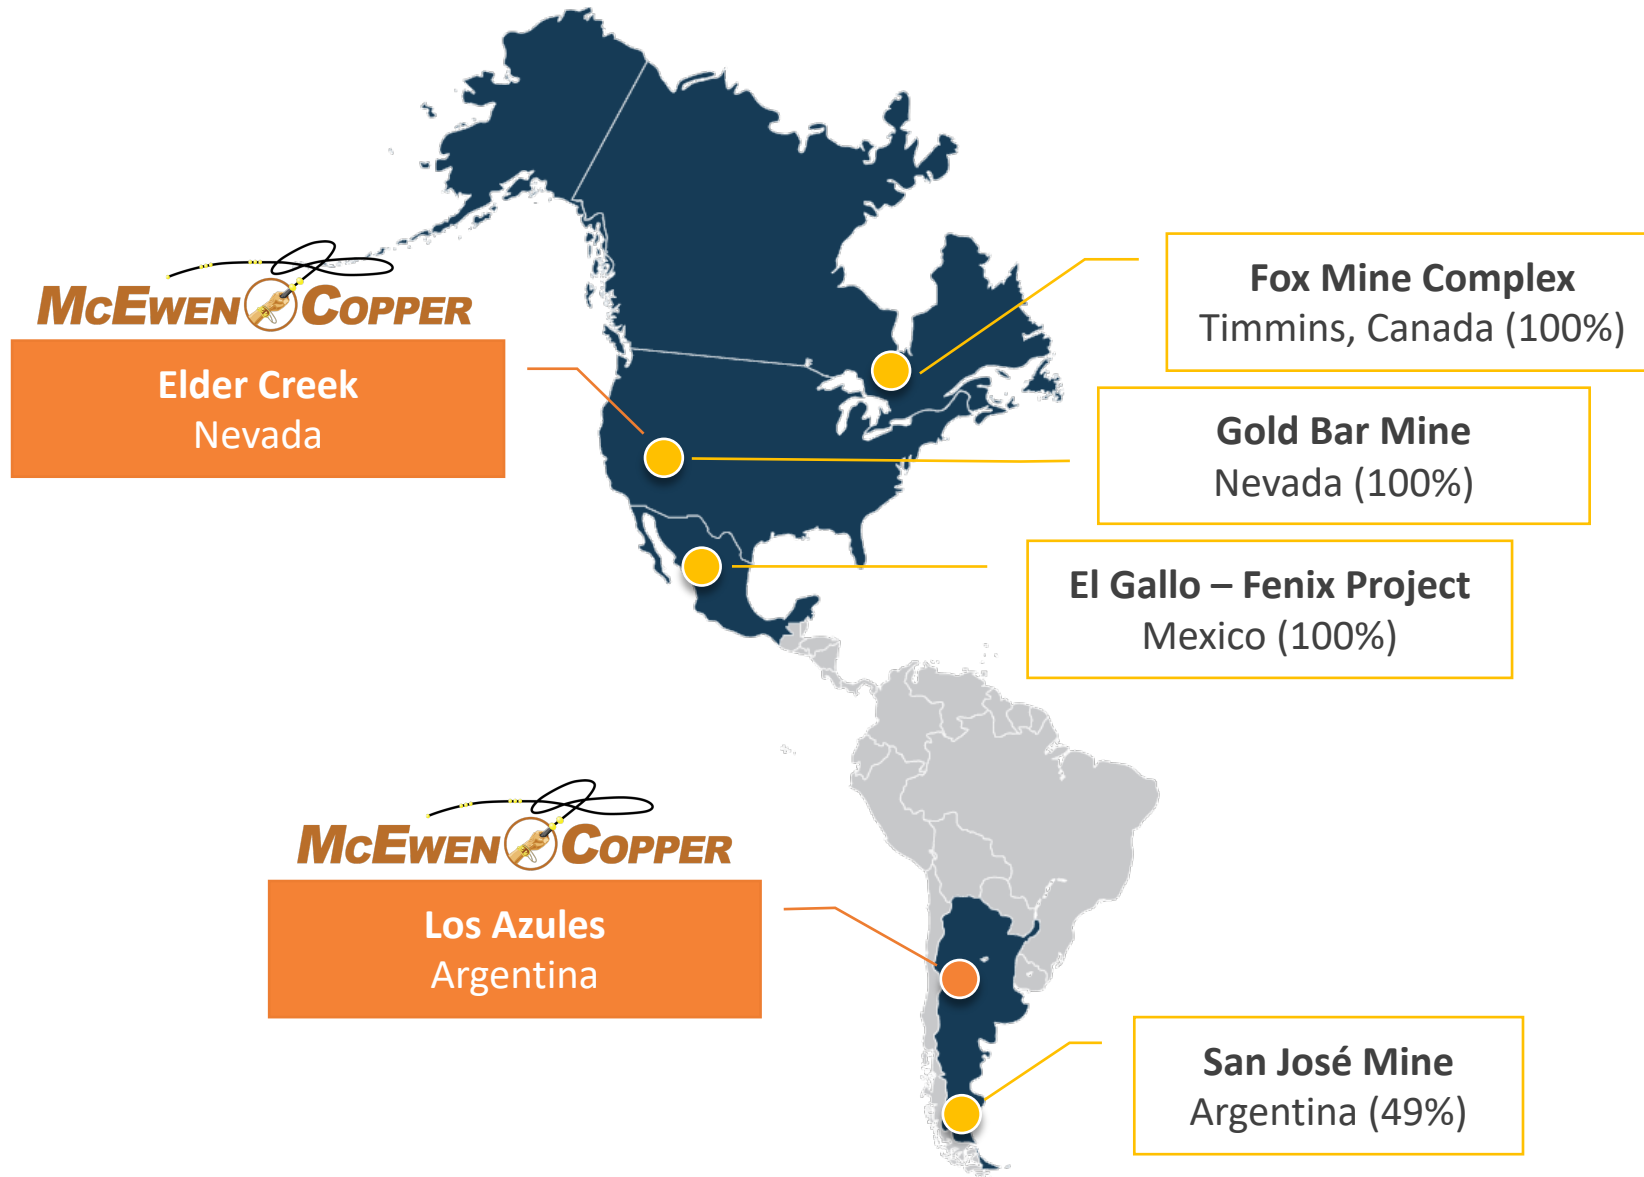 McEwen Copper
Elder Creek
Nevada
Fox Mine Complex
Timmins, Canada (100%)
Gold Bar Mine
Nevada (100%)
El Gallo – Fenix Project
Mexico (100%)
McEwen Copper
Los Azules
Argentina
San José Mine
Argentina (49%)